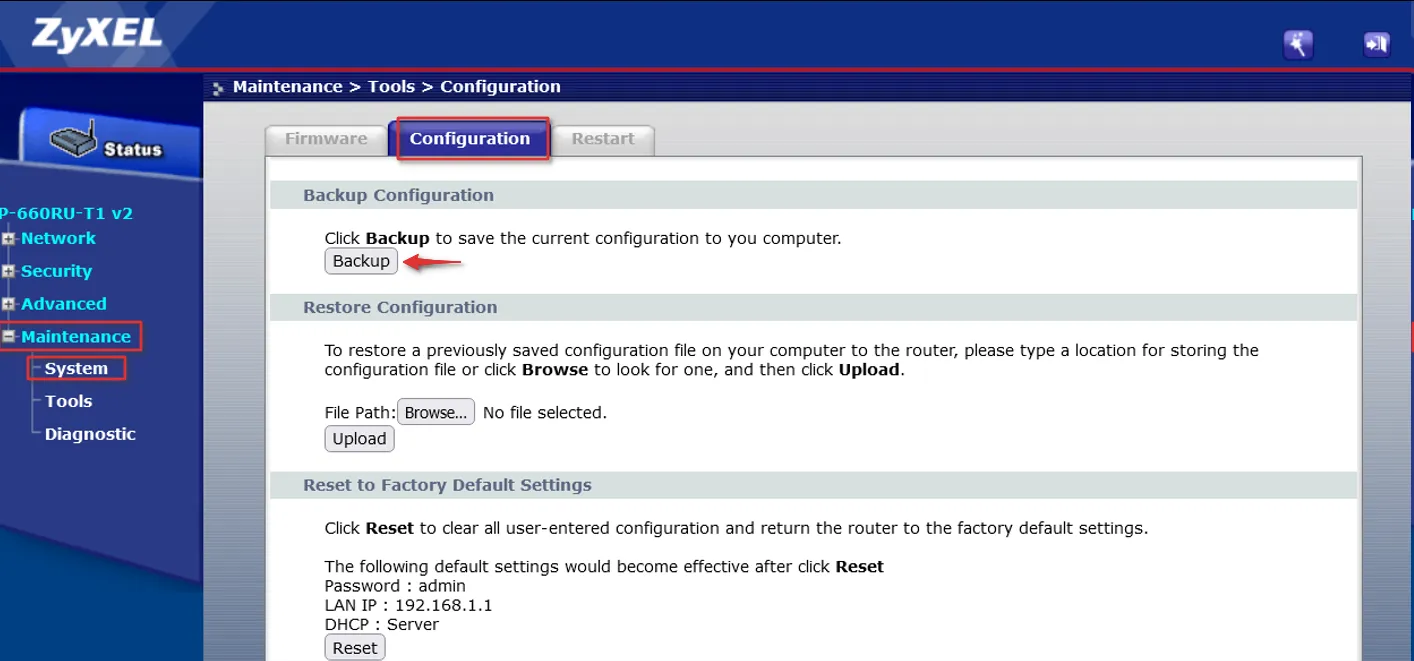 ZyXEL
Maintenance > Tools > Configuration
Status
P-660RU-T1 v2
Network
Security
Advanced
Maintenance
System
Tools
Diagnostic
Firmware
Configuration
Restart
Backup Configuration
Click Backup to save the current configuration to you computer.
Backup
Restore Configuration
To restore a previously saved configuration file on your computer to the router, please type a location for storing the
configuration file or click Browse to look for one, and then click Upload.
File Path: Browse... No file selected.
Upload
Reset to Factory Default Settings
Click Reset to clear all user-entered configuration and return the router to the factory default settings.
The following default settings would become effective after click Reset
Password : admin
LAN IP : 192.168.1.1
DHCP : Server
Reset